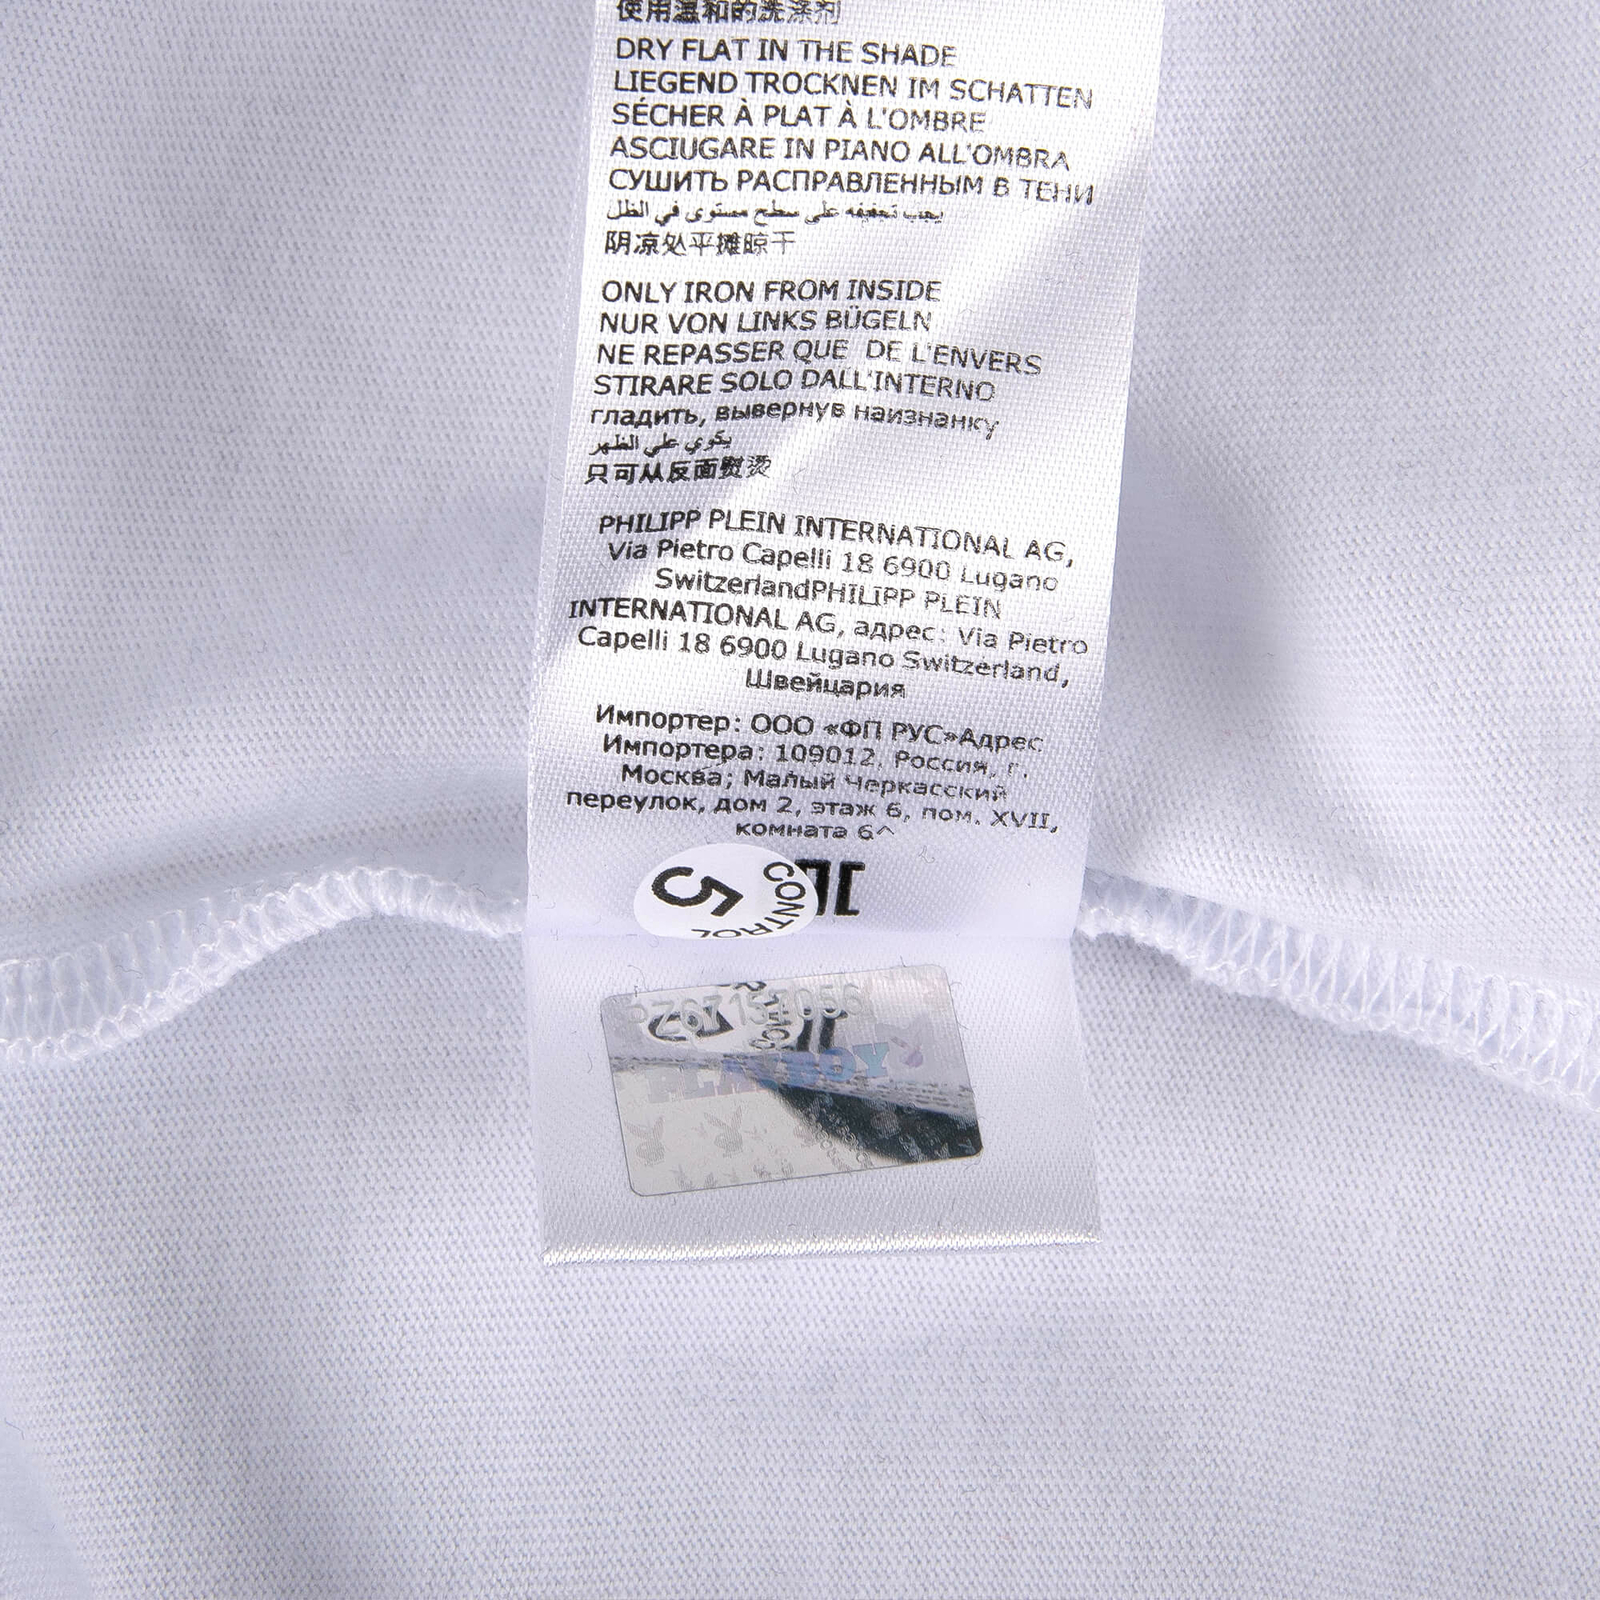 使用温和的洗涤剂
DRY FLAT IN THE SHADE
LIEGEND TROCKNEN IM SCHATTEN
SÉCHER À PLAT À L'OMBRE
ASCIUGARE IN PIANO ALL'OMBRA
СУШИТЬ РАСПРАВЛЕННЫМ В ТЕНИ
يجب تجفيفه على سطح مستوى في الظل
阴凉处平摊晾干
ONLY IRON FROM INSIDE
NUR VON LINKS BÜGELN
NE REPASSER QUE DE L'ENVERS
STIRARE SOLO DALL'INTERNO
гладить, вывернув наизнанку
يكوي على الظهر
只可从反面熨烫
PHILIPP PLEIN INTERNATIONAL AG,
Via Pietro Capelli 18 6900 Lugano
SwitzerlandPHILIPP PLEIN
INTERNATIONAL AG, адрес: Via Pietro
Capelli 18 6900 Lugano Switzerland,
Швейцария
Импортер: ООО «ФП РУС»Адрес
Импортера: 109012, Россия, г.
Москва; Малый Черкасский
переулок, дом 2, этаж 6, пом. XVII,
комната 6^
5 CONTROL
PLAYBOY